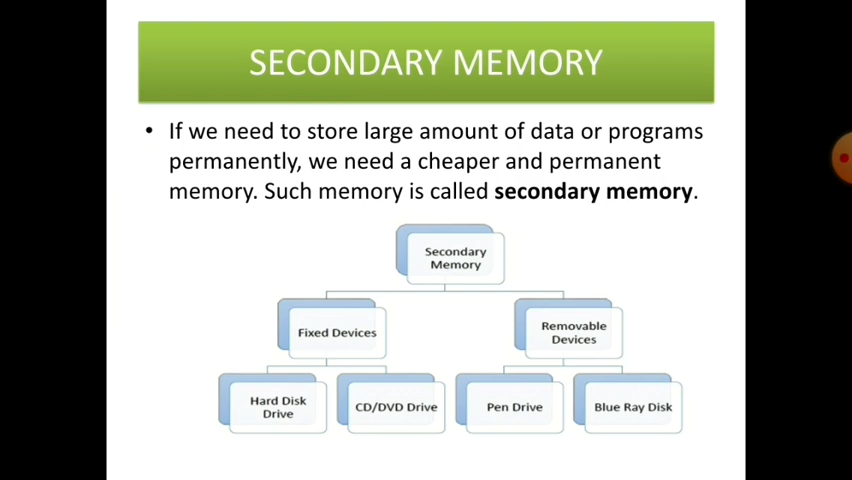 SECONDARY MEMORY
• If we need to store large amount of data or programs
permanently, we need a cheaper and permanent
memory. Such memory is called secondary memory.
Secondary
Memory
Fixed Devices
Removable
Devices
Hard Disk
Drive
CD/DVD Drive
Pen Drive
Blue Ray Disk